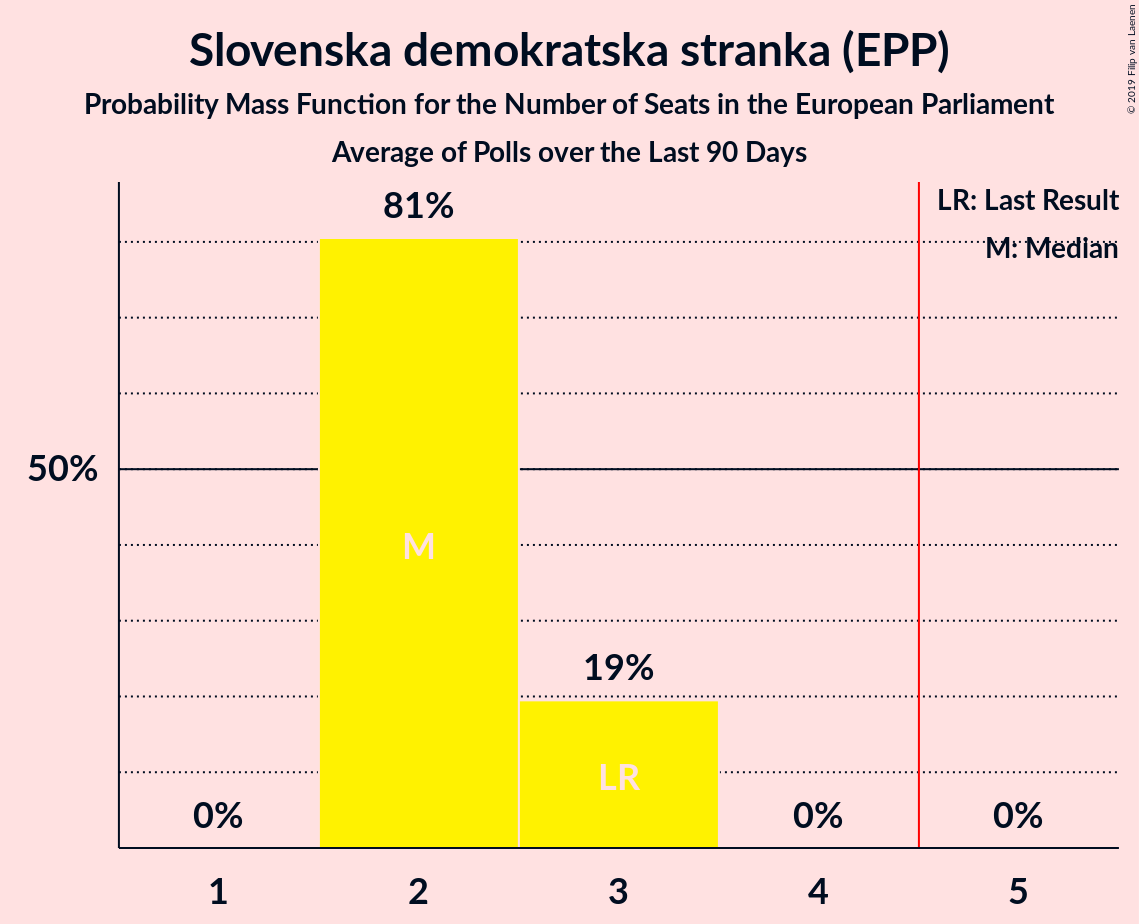 Slovenska demokratska stranka (EPP)
Probability Mass Function for the Number of Seats in the European Parliament
Average of Polls over the Last 90 Days
© 2019 Filip van Laenen
LR: Last Result
M: Median
81%
50%
M
19%
LR
0%
0%
0%
1
2
3
4
5